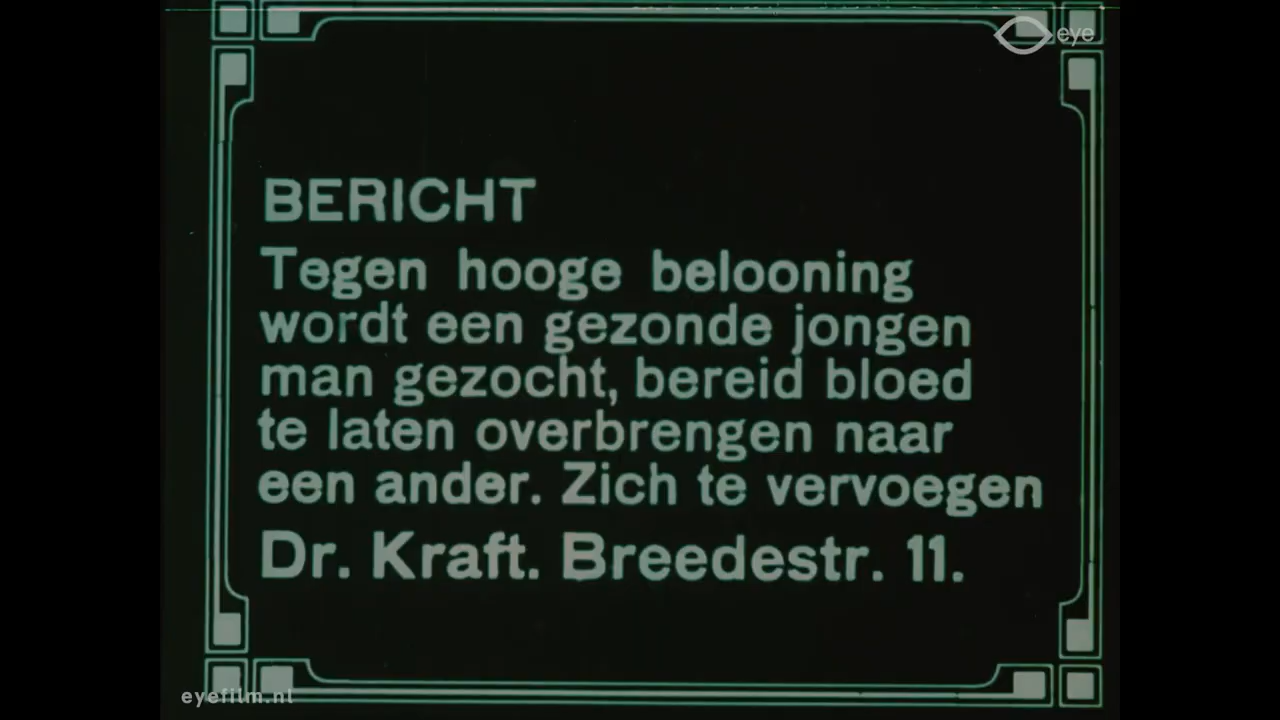 eye
BERICHT
Tegen hooge belooning
wordt een gezonde jongen
man gezocht, bereid bloed
te laten overbrengen naar
een ander. Zich te vervoegen
Dr. Kraft. Breedestr. 11.
eyefilm.nl